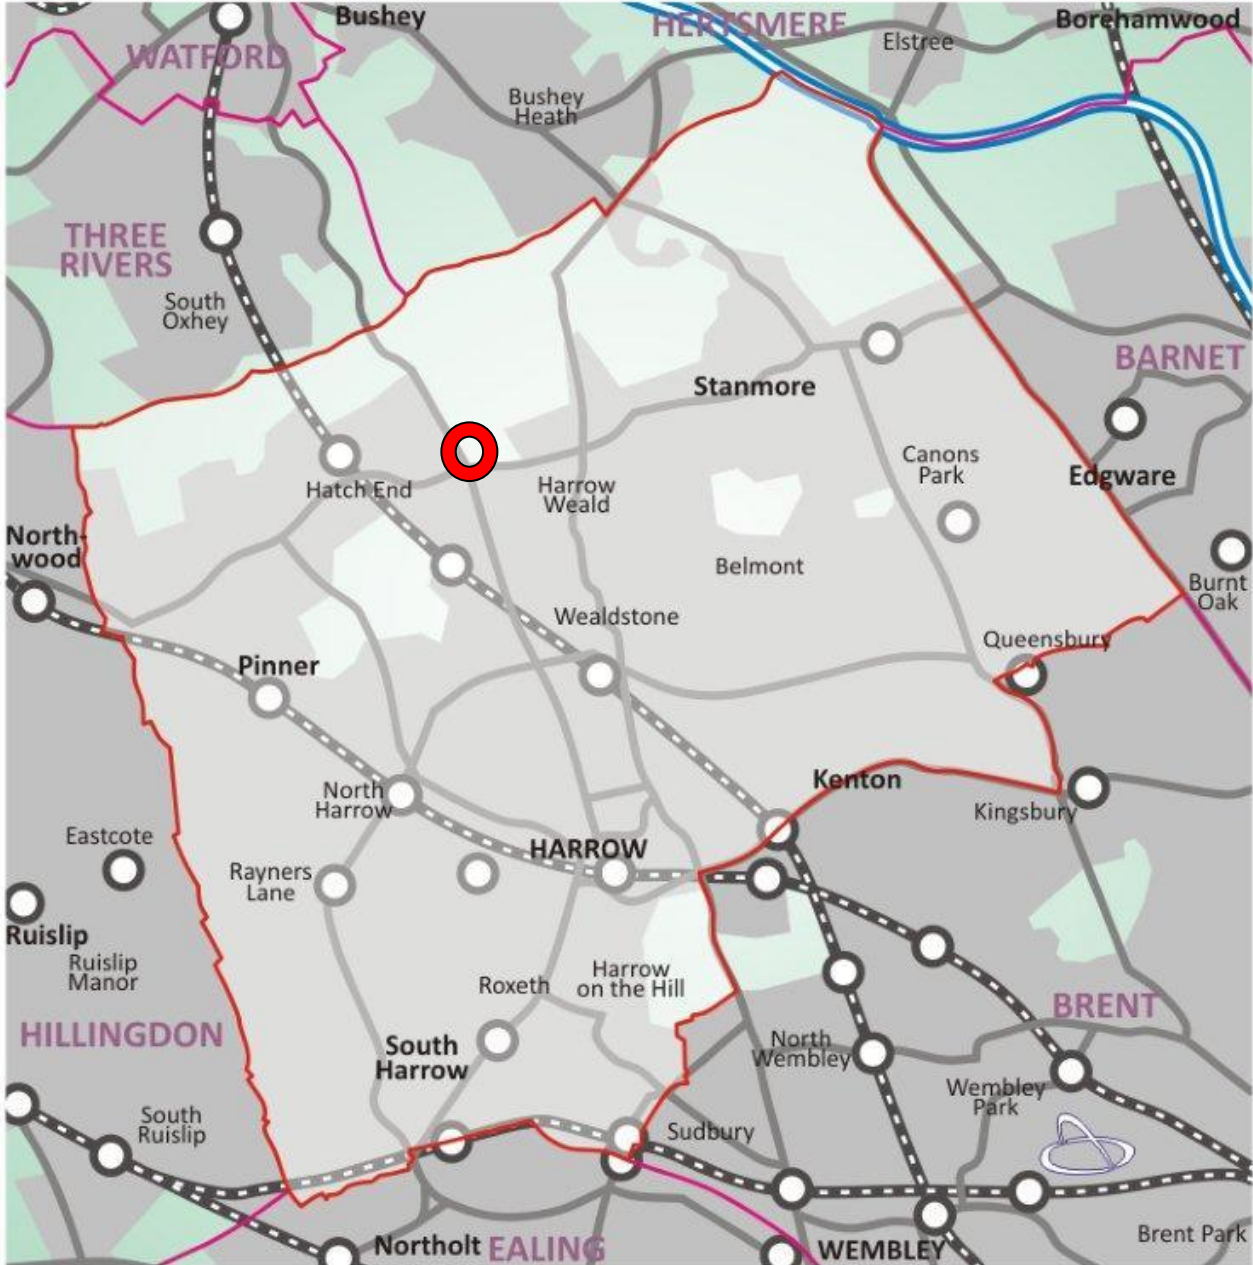 Bushey
HERTSMERE
Borehamwood
WATFORD
Elstree
Bushey
Heath
THREE
RIVERS
South
Oxhey
BARNET
Stanmore
Canons
Park
Edgware
Hatch End
Harrow
Weald
North-
wood
Belmont
Burnt
Oak
Wealdstone
Queensbury
Pinner
Kenton
North
Harrow
Kingsbury
Eastcote
HARROW
Rayners
Lane
Ruislip
Ruislip
Manor
Roxeth
Harrow
on the Hill
BRENT
HILLINGDON
South
Harrow
North
Wembley
Wembley
Park
South
Ruislip
Sudbury
Northolt
EALING
WEMBLEY
Brent Park